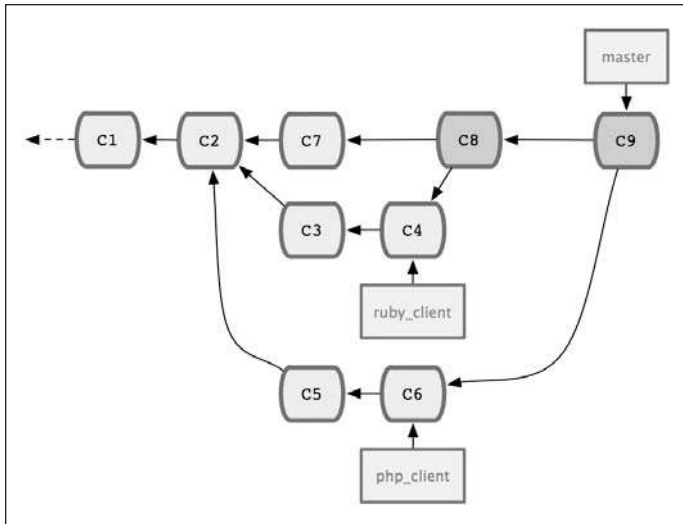 master
C1 C2 C7 C8 C9
C3 C4
ruby_client
C5 C6
php_client